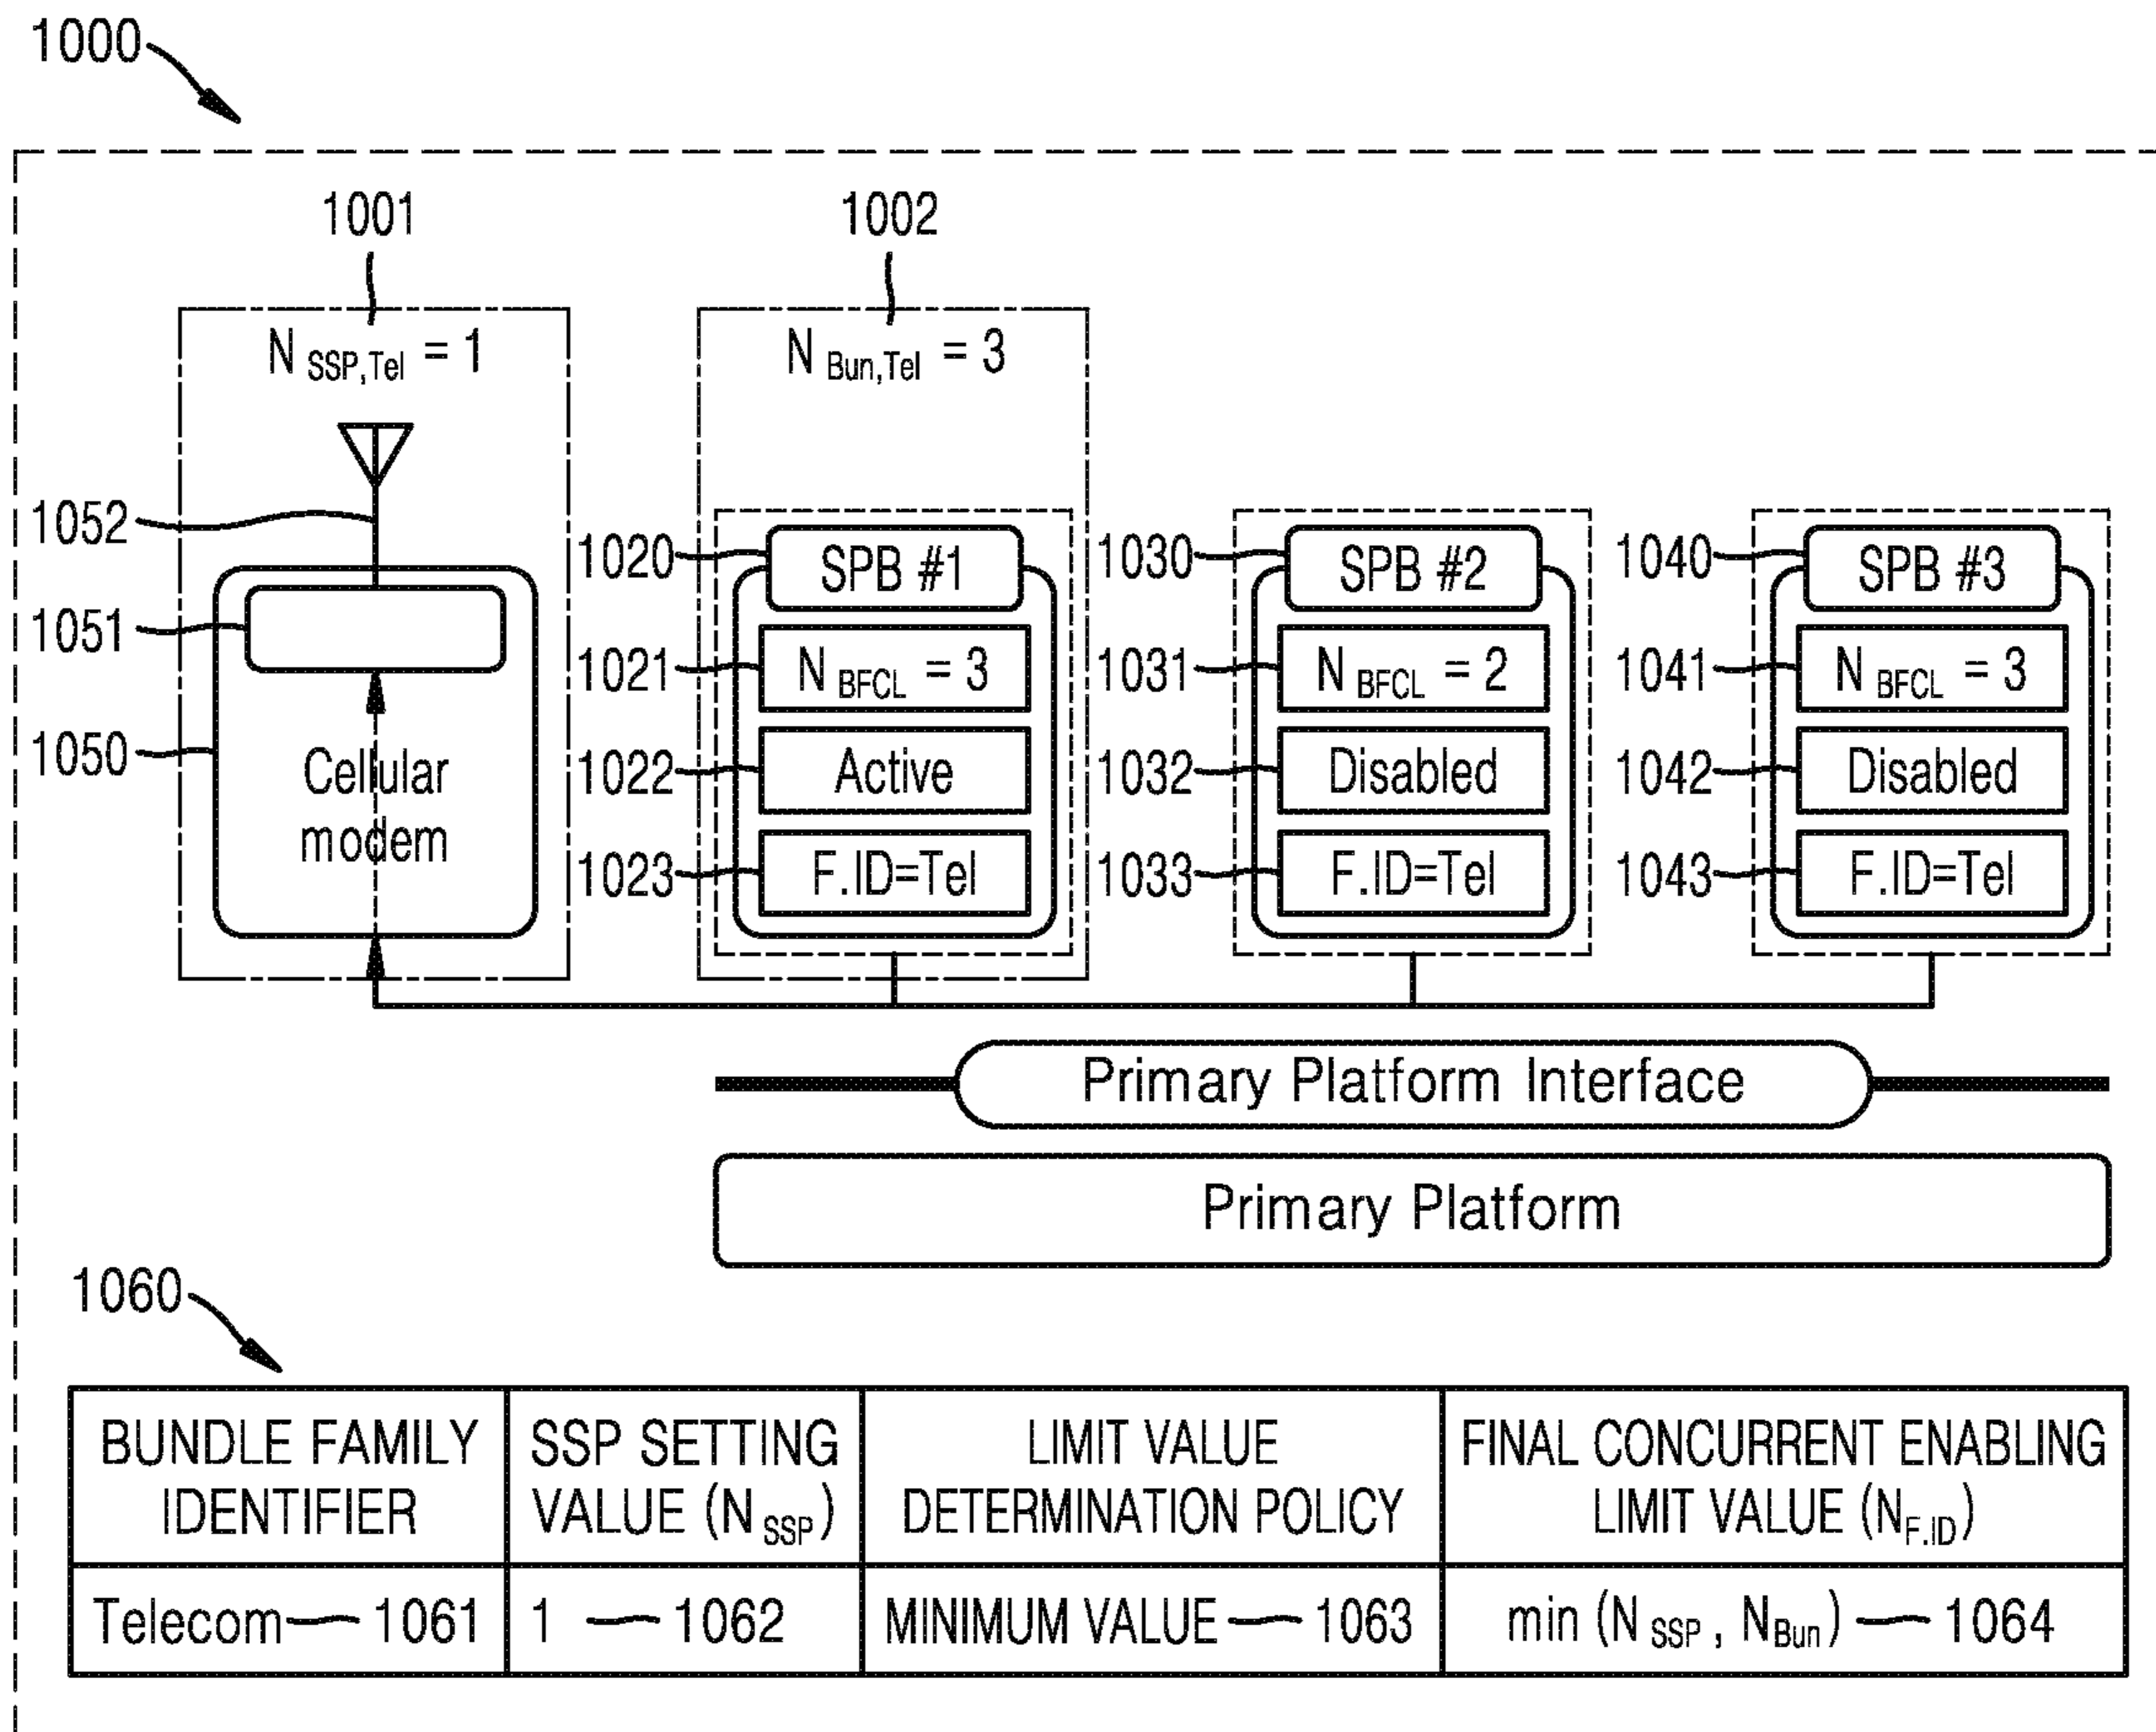 1000
1001
1002
N SSP,Tel = 1
N Bun,Tel = 3
1052
1051
1050
Cellular
modem
1020
SPB #1
1021
N BFCL = 3
1022
Active
1023
F.ID=Tel
1030
SPB #2
1031
N BFCL = 2
1032
Disabled
1033
F.ID=Tel
1040
SPB #3
1041
N BFCL = 3
1042
Disabled
1043
F.ID=Tel
Primary Platform Interface
Primary Platform
1060
BUNDLE FAMILY
IDENTIFIER
SSP SETTING
VALUE (N SSP)
LIMIT VALUE
DETERMINATION POLICY
FINAL CONCURRENT ENABLING
LIMIT VALUE (N F.ID)
Telecom 1061
1 1062
MINIMUM VALUE 1063
min (N SSP , N Bun) 1064